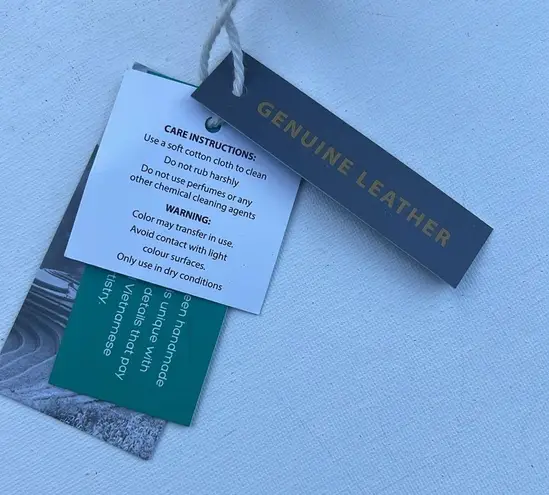 GENUINE LEATHER
CARE INSTRUCTIONS:
Use a soft cotton cloth to clean
Do not rub harshly
Do not use perfumes or any
other chemical cleaning agents
WARNING:
Color may transfer in use.
Avoid contact with light
colour surfaces.
Only use in dry conditions
een handmade
s unique with
details that pay
Vietnamese
tistry.